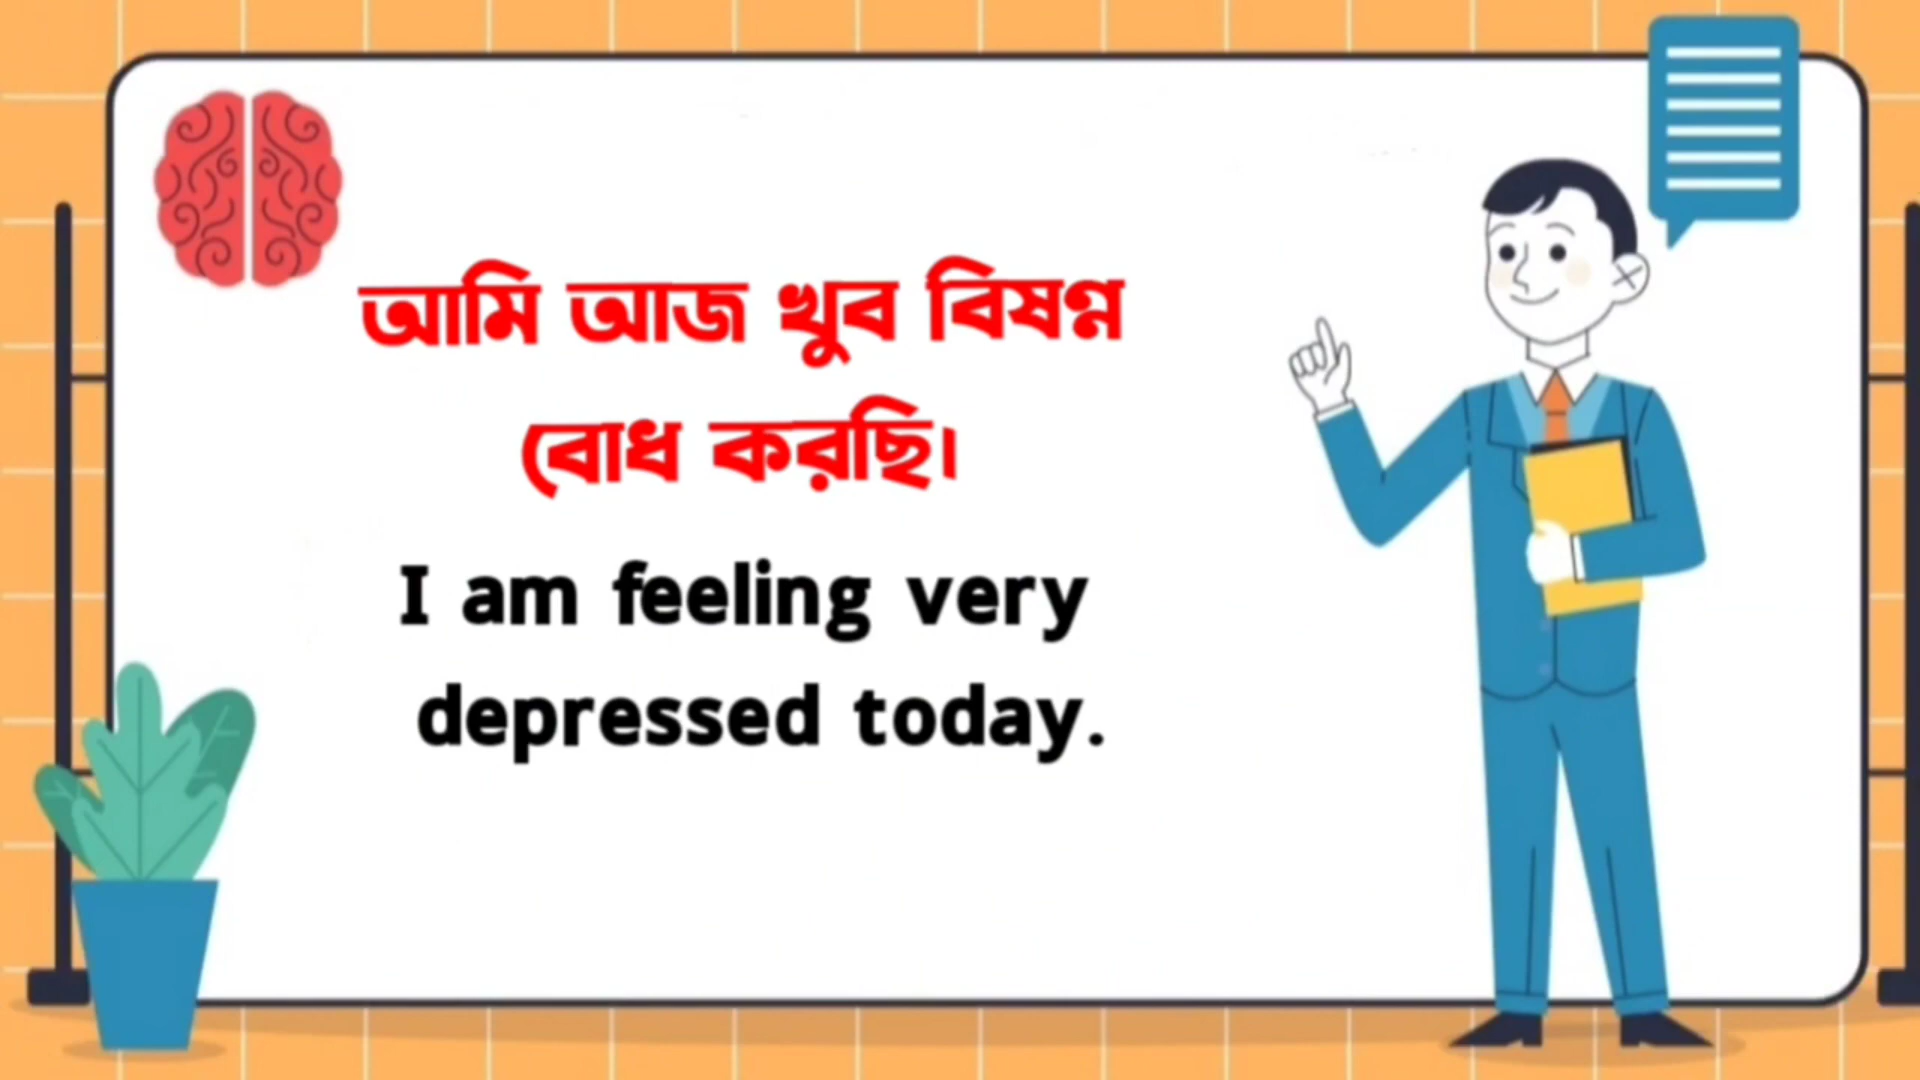 আমি আজ খুব বিষণ্ণ
বোধ করছি।
I am feeling very
depressed today.